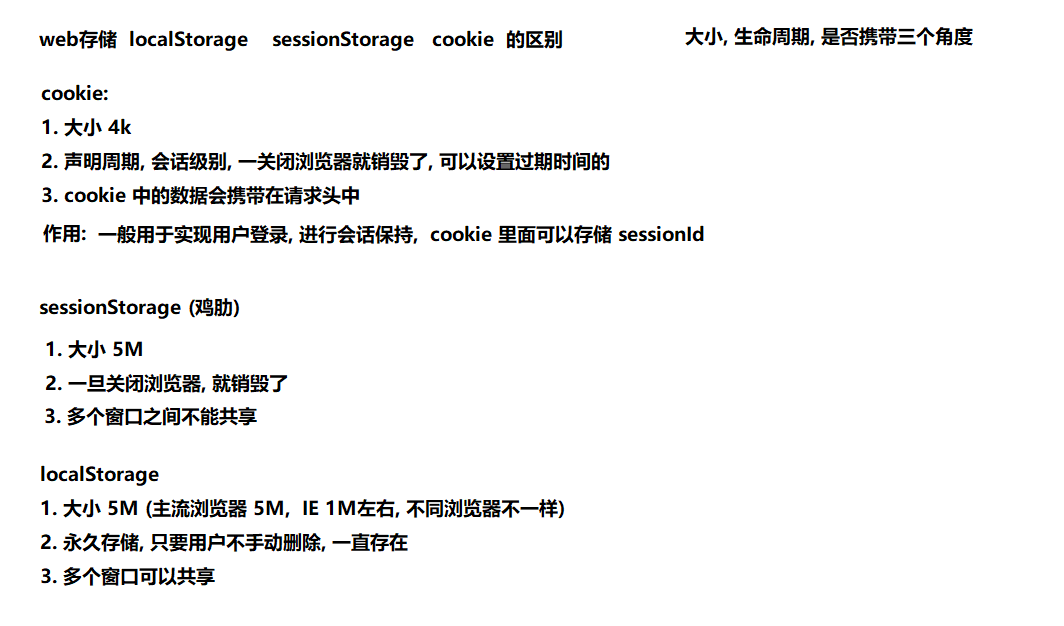 web存储 localStorage sessionStorage cookie 的区别
大小, 生命周期, 是否携带三个角度
cookie:
1. 大小 4k
2. 声明周期, 会话级别, 一关闭浏览器就销毁了, 可以设置过期时间的
3. cookie 中的数据会携带在请求头中
作用: 一般用于实现用户登录, 进行会话保持, cookie 里面可以存储 sessionId
sessionStorage (鸡肋)
1. 大小 5M
2. 一旦关闭浏览器, 就销毁了
3. 多个窗口之间不能共享
localStorage
1. 大小 5M (主流浏览器 5M, IE 1M左右, 不同浏览器不一样)
2. 永久存储, 只要用户不手动删除, 一直存在
3. 多个窗口可以共享